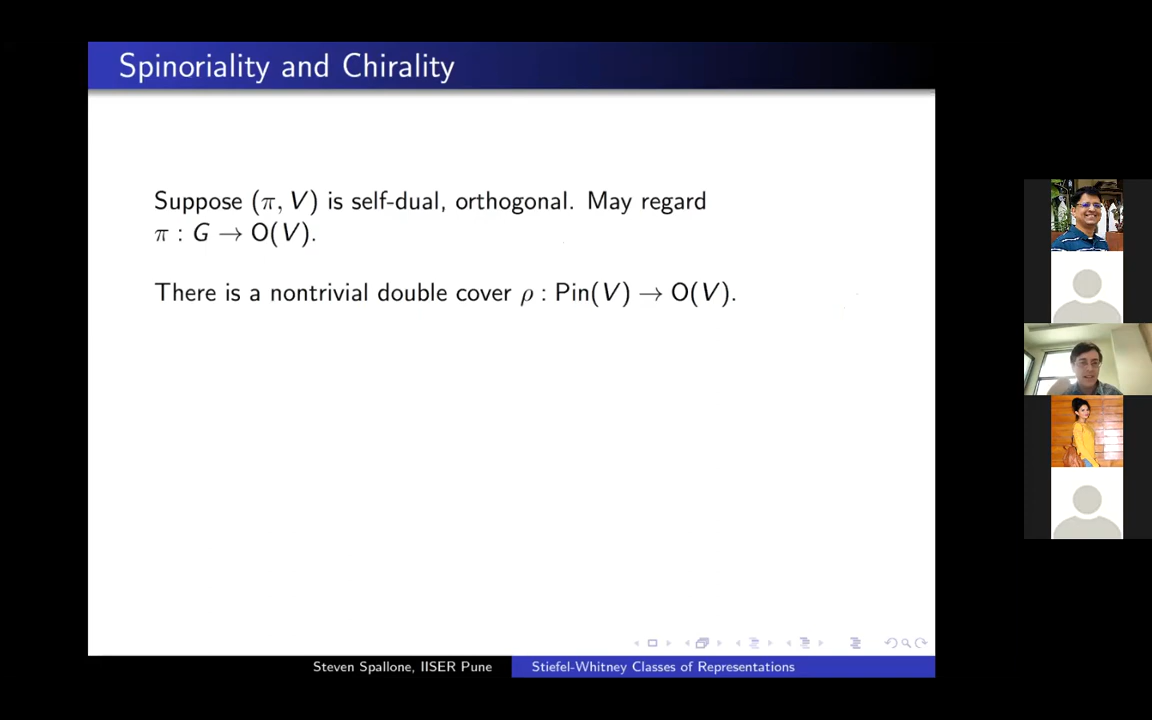 Spinoriality and Chirality
Suppose (π, V) is self-dual, orthogonal. May regard
π : G → O(V).
There is a nontrivial double cover ρ : Pin(V) → O(V).
Steven Spallone, IISER Pune
Stiefel-Whitney Classes of Representations